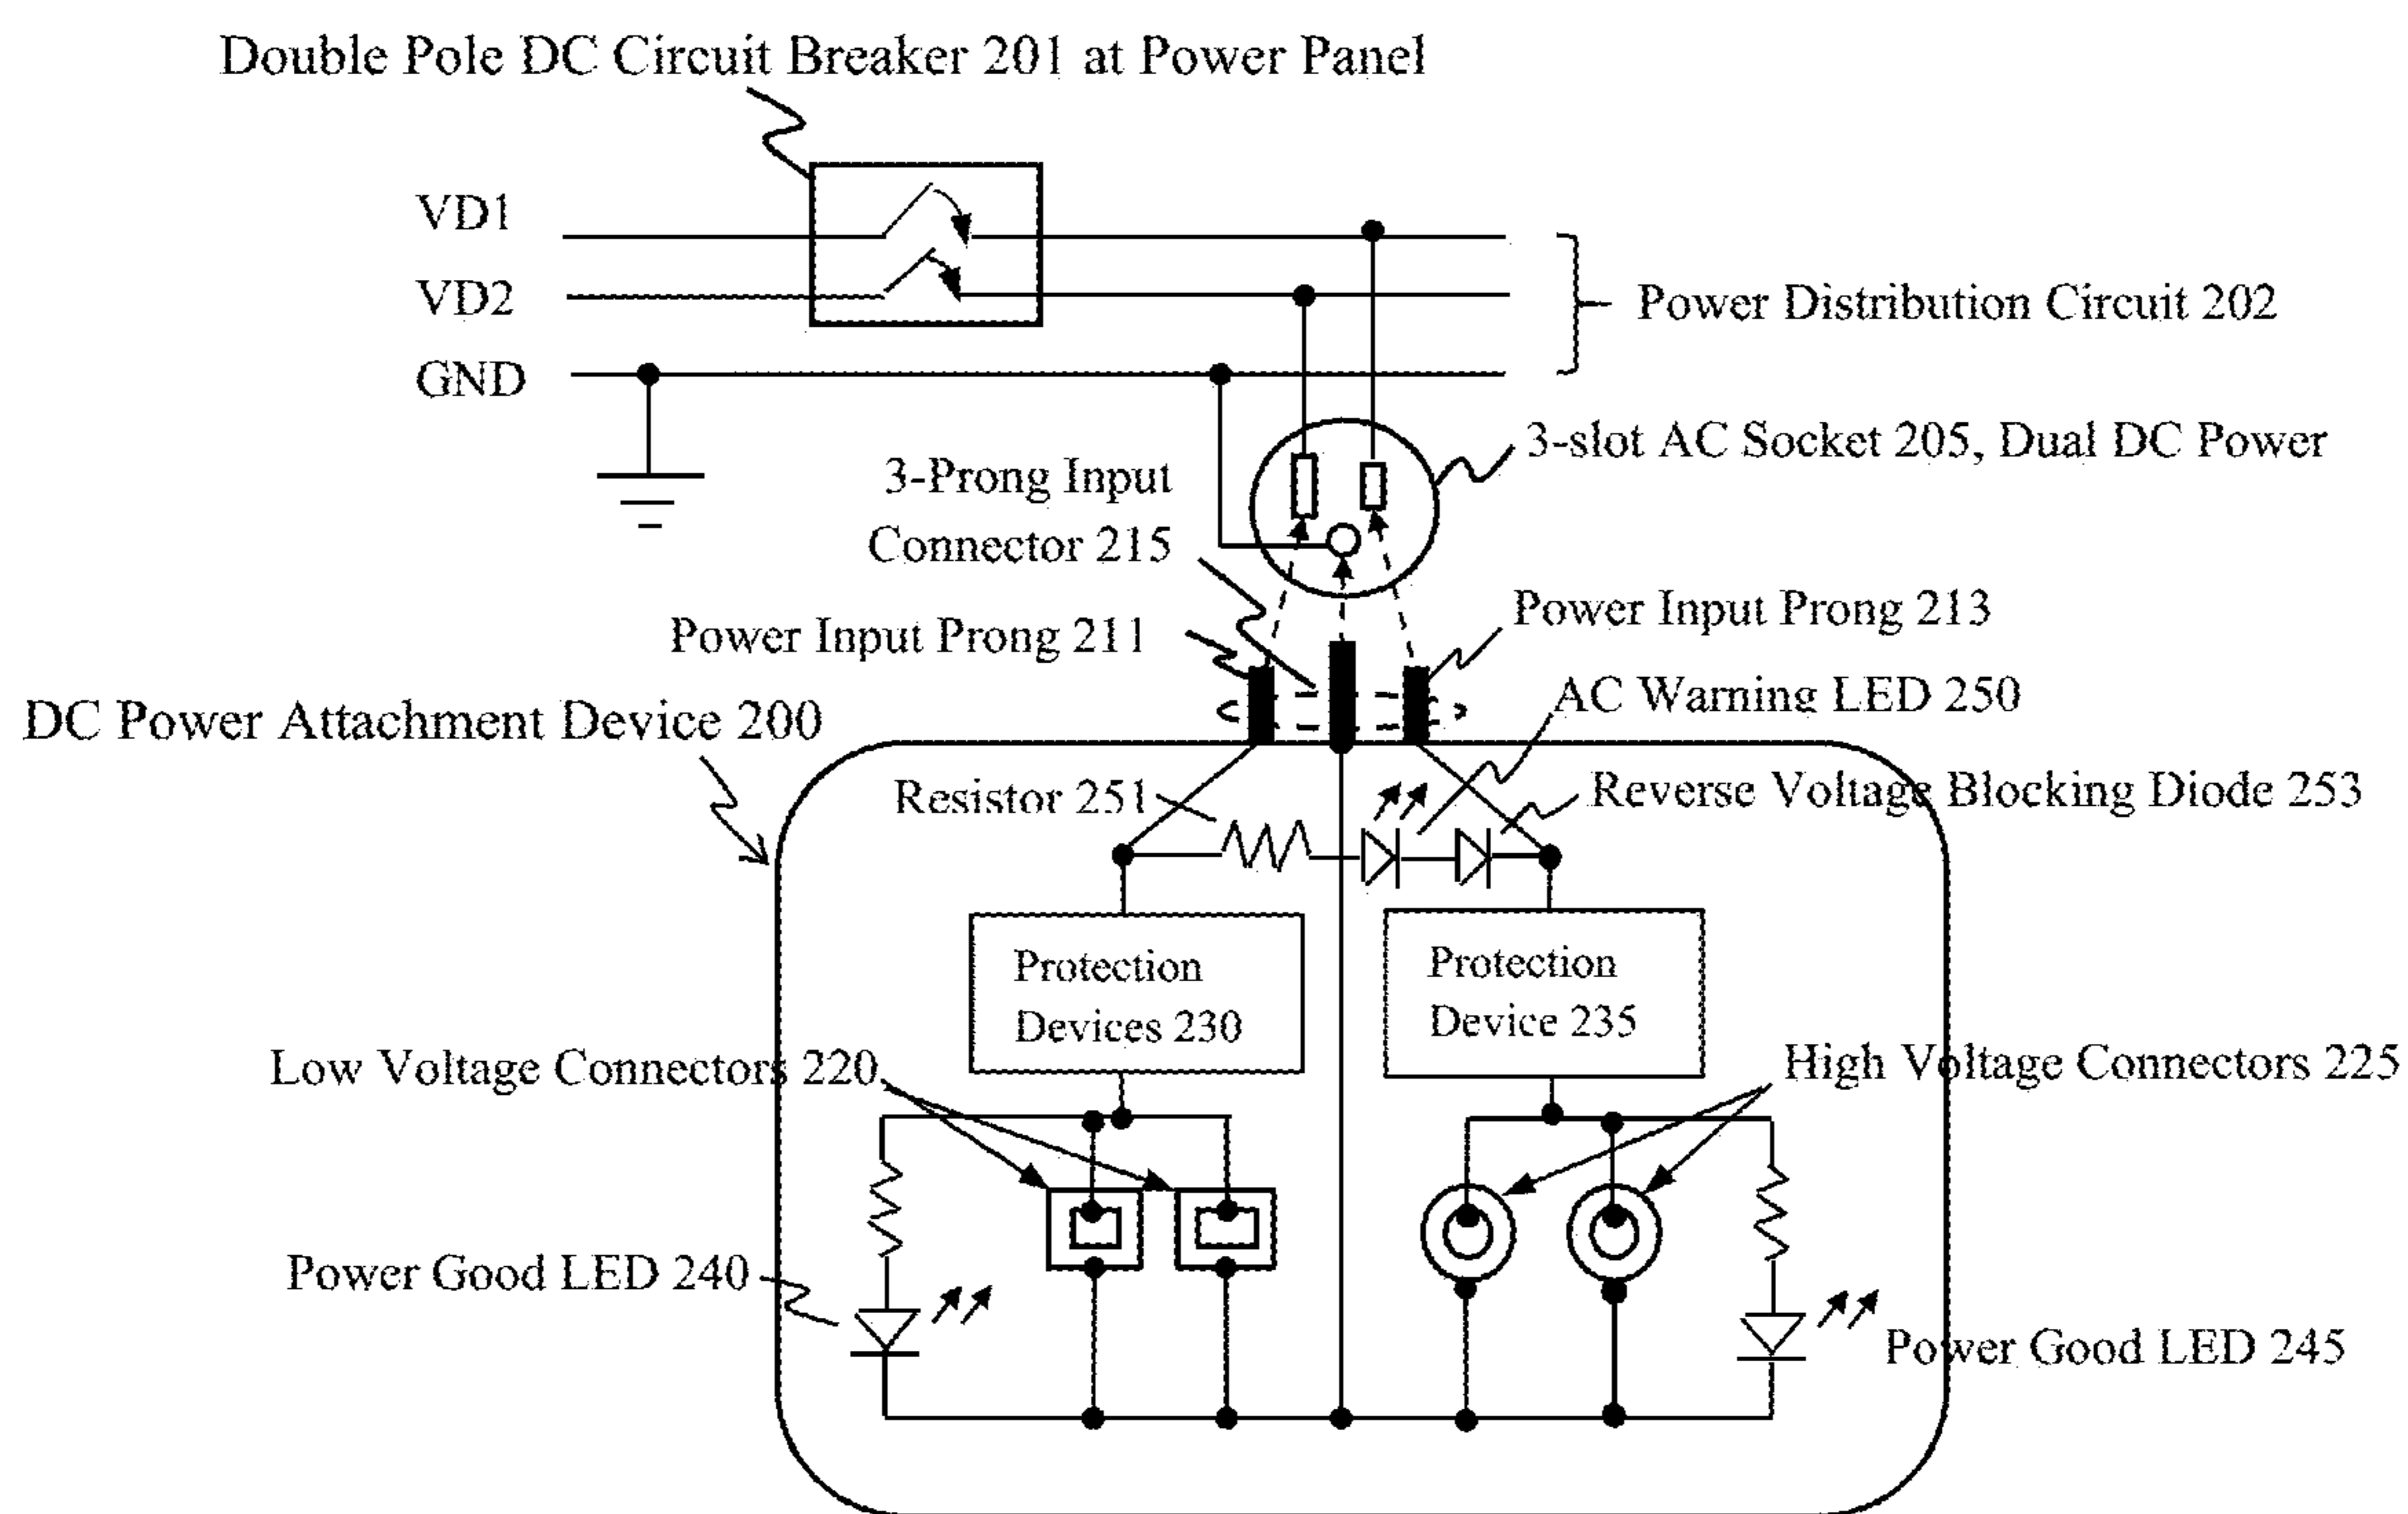 Double Pole DC Circuit Breaker 201 at Power Panel
VD1
VD2
Power Distribution Circuit 202
GND
3-slot AC Socket 205, Dual DC Power
3-Prong Input
Connector 215
Power Input Prong 213
Power Input Prong 211
AC Warning LED 250
DC Power Attachment Device 200
Resistor 251
Reverse Voltage Blocking Diode 253
Protection
Devices 230
Protection
Device 235
Low Voltage Connectors 220
High Voltage Connectors 225
Power Good LED 240
Power Good LED 245